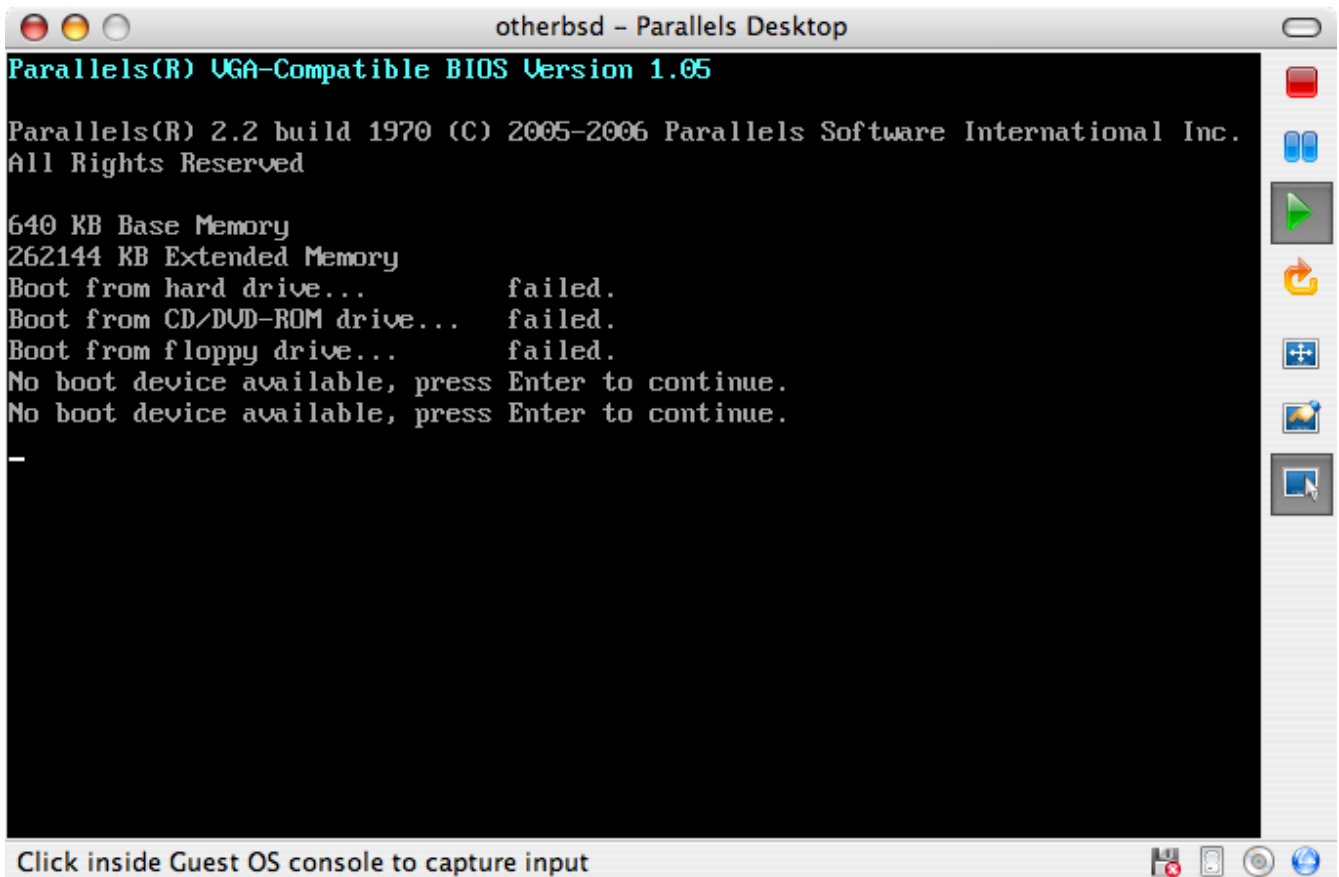 otherbsd – Parallels Desktop
Parallels(R) VGA-Compatible BIOS Version 1.05
Parallels(R) 2.2 build 1970 (C) 2005-2006 Parallels Software International Inc.
All Rights Reserved
640 KB Base Memory
262144 KB Extended Memory
Boot from hard drive... failed.
Boot from CD/DVD-ROM drive... failed.
Boot from floppy drive... failed.
No boot device available, press Enter to continue.
No boot device available, press Enter to continue.
Click inside Guest OS console to capture input